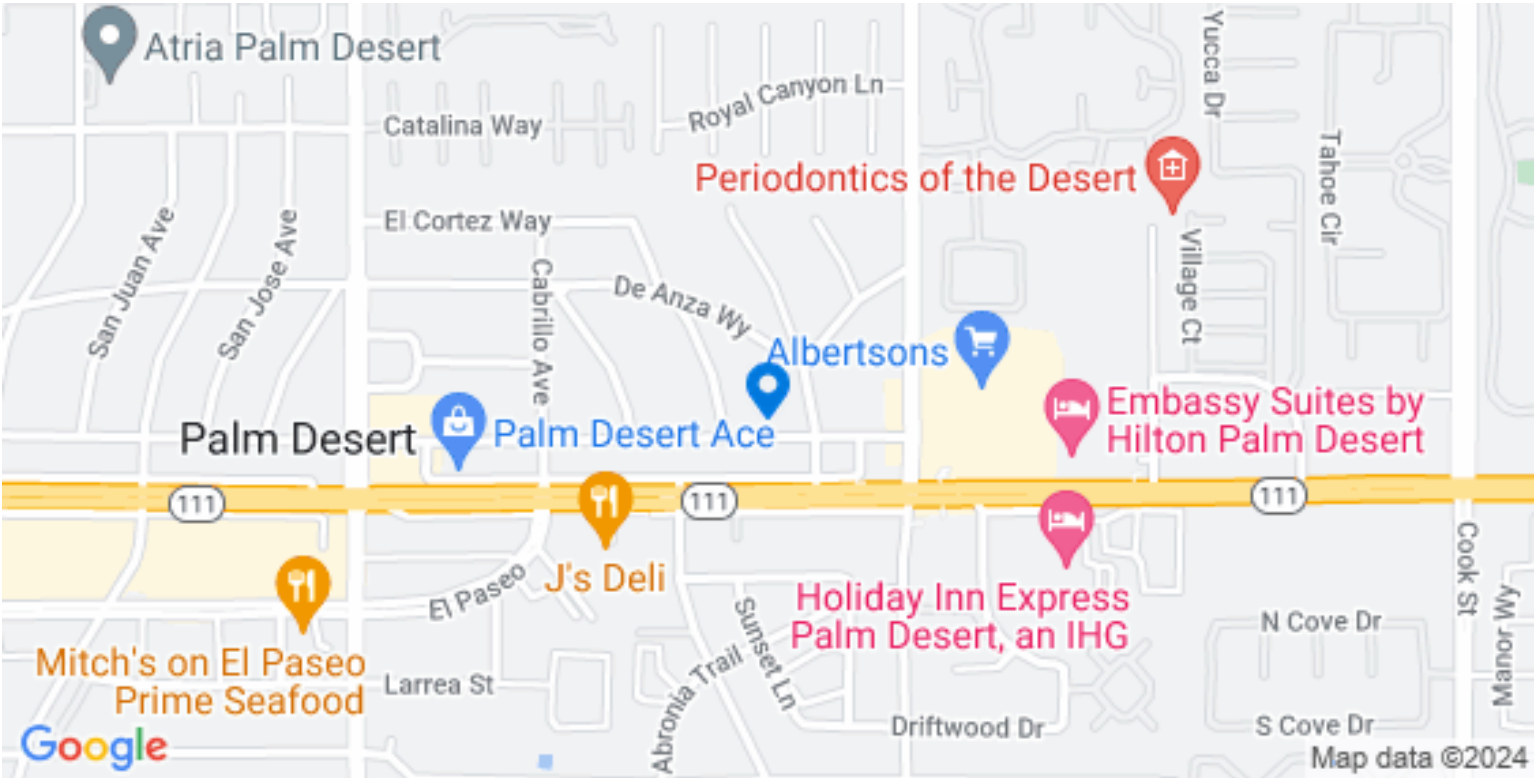 Atria Palm Desert
Yucca Dr
Royal Canyon Ln
Catalina Way
Tahoe Cir
Periodontics of the Desert
San Juan Ave
San Jose Ave
El Cortez Way
Village Ct
Cabrillo Ave
De Anza Wy
Albertsons
Embassy Suites by
Hilton Palm Desert
Palm Desert
Palm Desert Ace
111
111
111
Cook St
J's Deli
El Paseo
Holiday Inn Express
Palm Desert, an IHG
Sunset Ln
N Cove Dr
Manor Wy
Mitch's on El Paseo
Prime Seafood
Larrea St
Abronia Trail
Driftwood Dr
S Cove Dr
Google
Map data ©2024